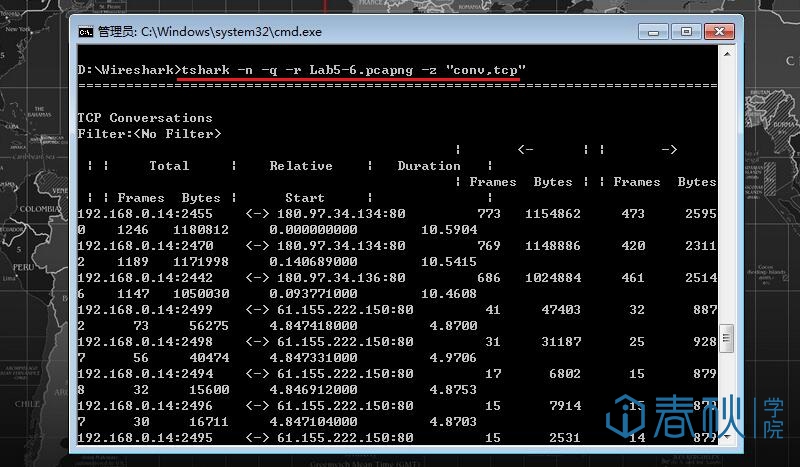 管理员: C:\Windows\system32\cmd.exe
D:\Wireshark>tshark -n -q -r Lab5-6.pcapng -z "conv,tcp"
================================================================================
TCP Conversations
Filter:<No Filter>
| <- | | ->
| | Total | Relative | Duration |
| Frames Bytes | | Frames Bytes
| | Frames Bytes | Start | |
192.168.0.14:2455 <-> 180.97.34.134:80 773 1154862 473 2595
0 1246 1180812 0.000000000 10.5904
192.168.0.14:2470 <-> 180.97.34.134:80 769 1148886 420 2311
2 1189 1171998 0.140689000 10.5415
192.168.0.14:2442 <-> 180.97.34.136:80 686 1024884 461 2514
6 1147 1050030 0.093771000 10.4608
192.168.0.14:2499 <-> 61.155.222.150:80 41 47403 32 887
2 73 56275 4.847418000 4.8700
192.168.0.14:2498 <-> 61.155.222.150:80 31 31187 25 928
7 56 40474 4.847331000 4.9706
192.168.0.14:2494 <-> 61.155.222.150:80 17 6802 15 879
8 32 15600 4.846912000 4.8753
192.168.0.14:2496 <-> 61.155.222.150:80 15 7914 15 879
7 30 16711 4.847104000 4.8703
192.168.0.14:2495 <-> 61.155.222.150:80 15 2531 14 879
春秋学院